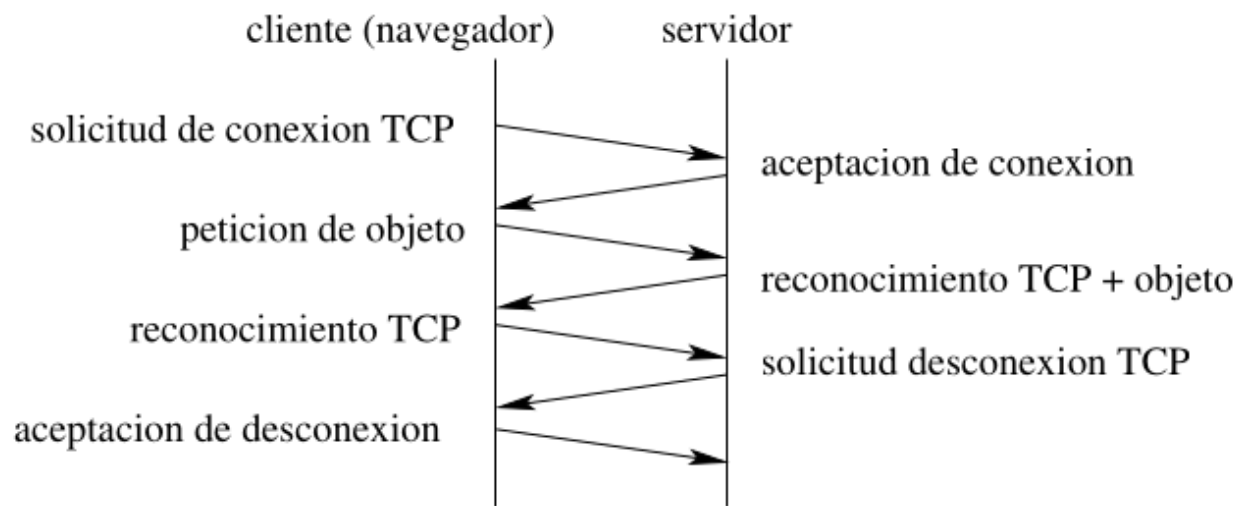 cliente (navegador) servidor
solicitud de conexion TCP
aceptacion de conexion
peticion de objeto
reconocimiento TCP + objeto
reconocimiento TCP
solicitud desconexion TCP
aceptacion de desconexion